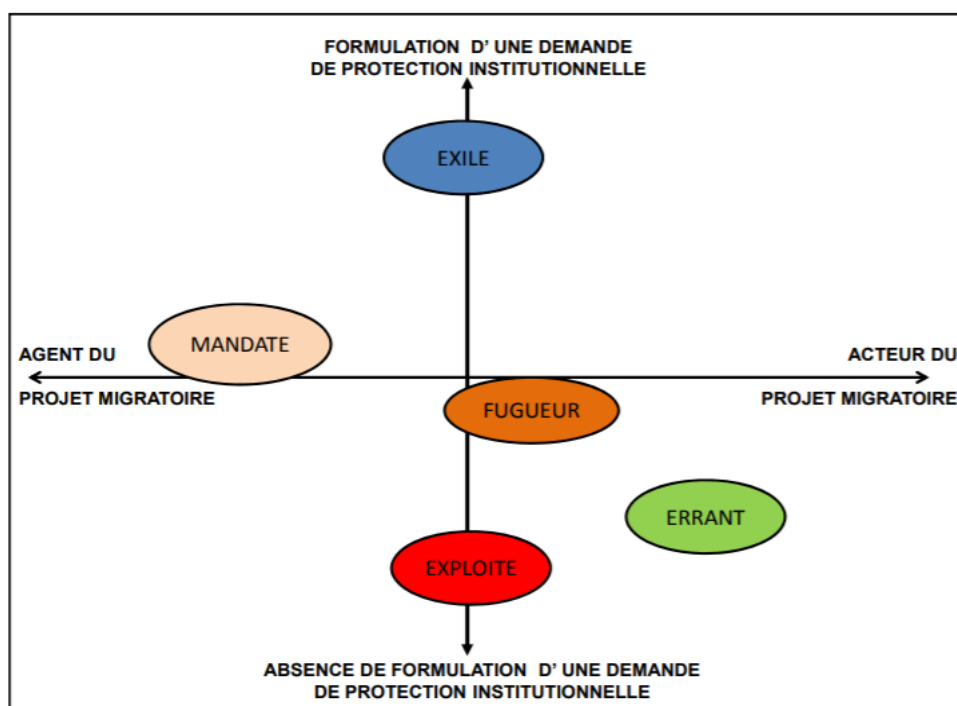 FORMULATION D' UNE DEMANDE
DE PROTECTION INSTITUTIONNELLE
EXILE
MANDATE
AGENT DU
PROJET MIGRATOIRE
ACTEUR DU
PROJET MIGRATOIRE
FUGUEUR
ERRANT
EXPLOITE
ABSENCE DE FORMULATION D' UNE DEMANDE
DE PROTECTION INSTITUTIONNELLE